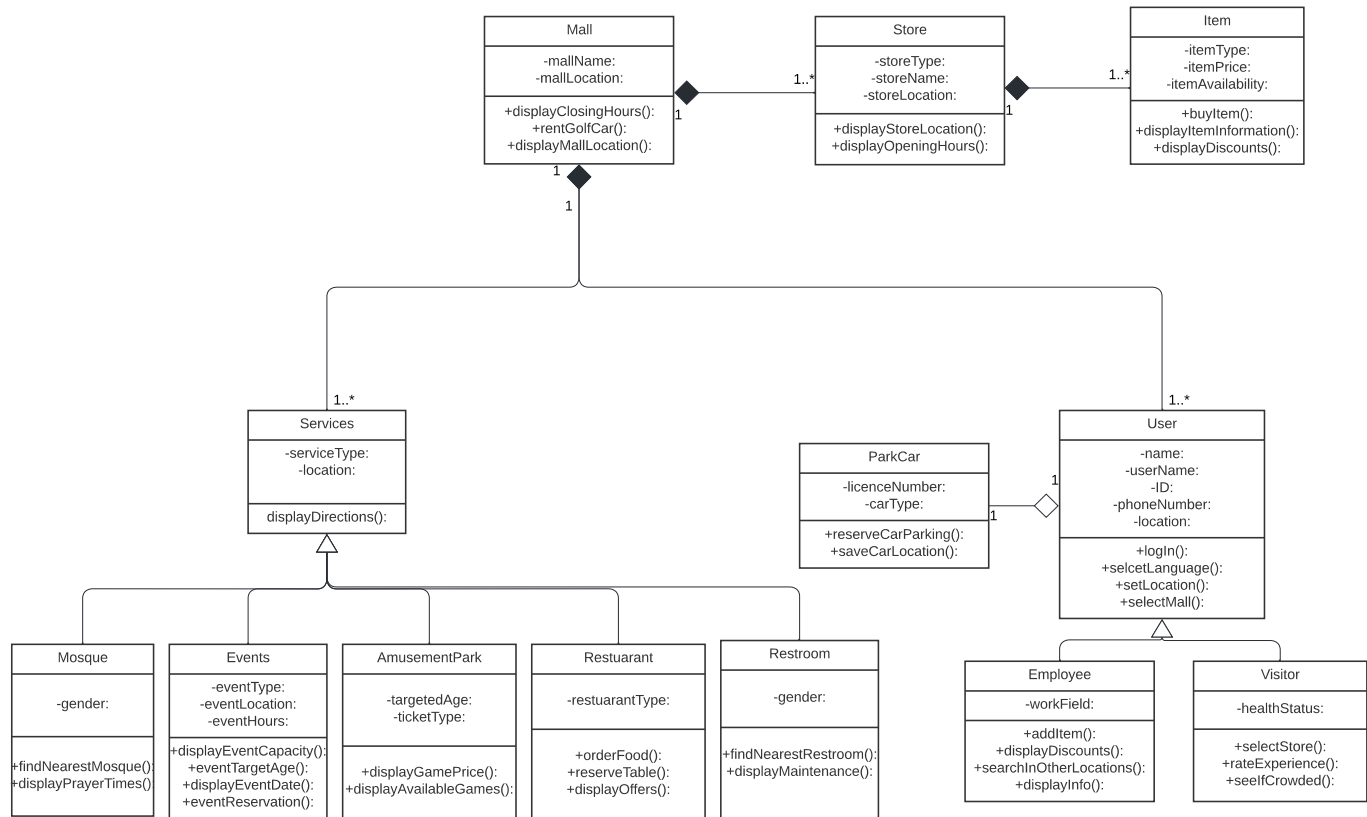 Mall
-mallName:
-mallLocation:
+displayClosingHours():
+rentGolfCar():
+displayMallLocation():
1
1..*
Store
-storeType:
-storeName:
-storeLocation:
+displayStoreLocation():
+displayOpeningHours():
1
1..*
Item
-itemType:
-itemPrice:
-itemAvailability:
+buyItem():
+displayItemInformation():
+displayDiscounts():
1
1
1..*
1..*
Services
-serviceType:
-location:
displayDirections():
ParkCar
-licenceNumber:
-carType:
+reserveCarParking():
+saveCarLocation():
1
1
User
-name:
-userName:
-ID:
-phoneNumber:
-location:
+logIn():
+selcetLanguage():
+setLocation():
+selectMall():
Mosque
-gender:
+findNearestMosque():
+displayPrayerTimes():
Events
-eventType:
-eventLocation:
-eventHours:
+displayEventCapacity():
+eventTargetAge():
+displayEventDate():
+eventReservation():
AmusementPark
-targetedAge:
-ticketType:
+displayGamePrice():
+displayAvailableGames():
Restuarant
-restuarantType:
+orderFood():
+reserveTable():
+displayOffers():
Restroom
-gender:
+findNearestRestroom():
+displayMaintenance():
Employee
-workField:
+addItem():
+displayDiscounts():
+searchInOtherLocations():
+displayInfo():
Visitor
-healthStatus:
+selectStore():
+rateExperience():
+seeIfCrowded():